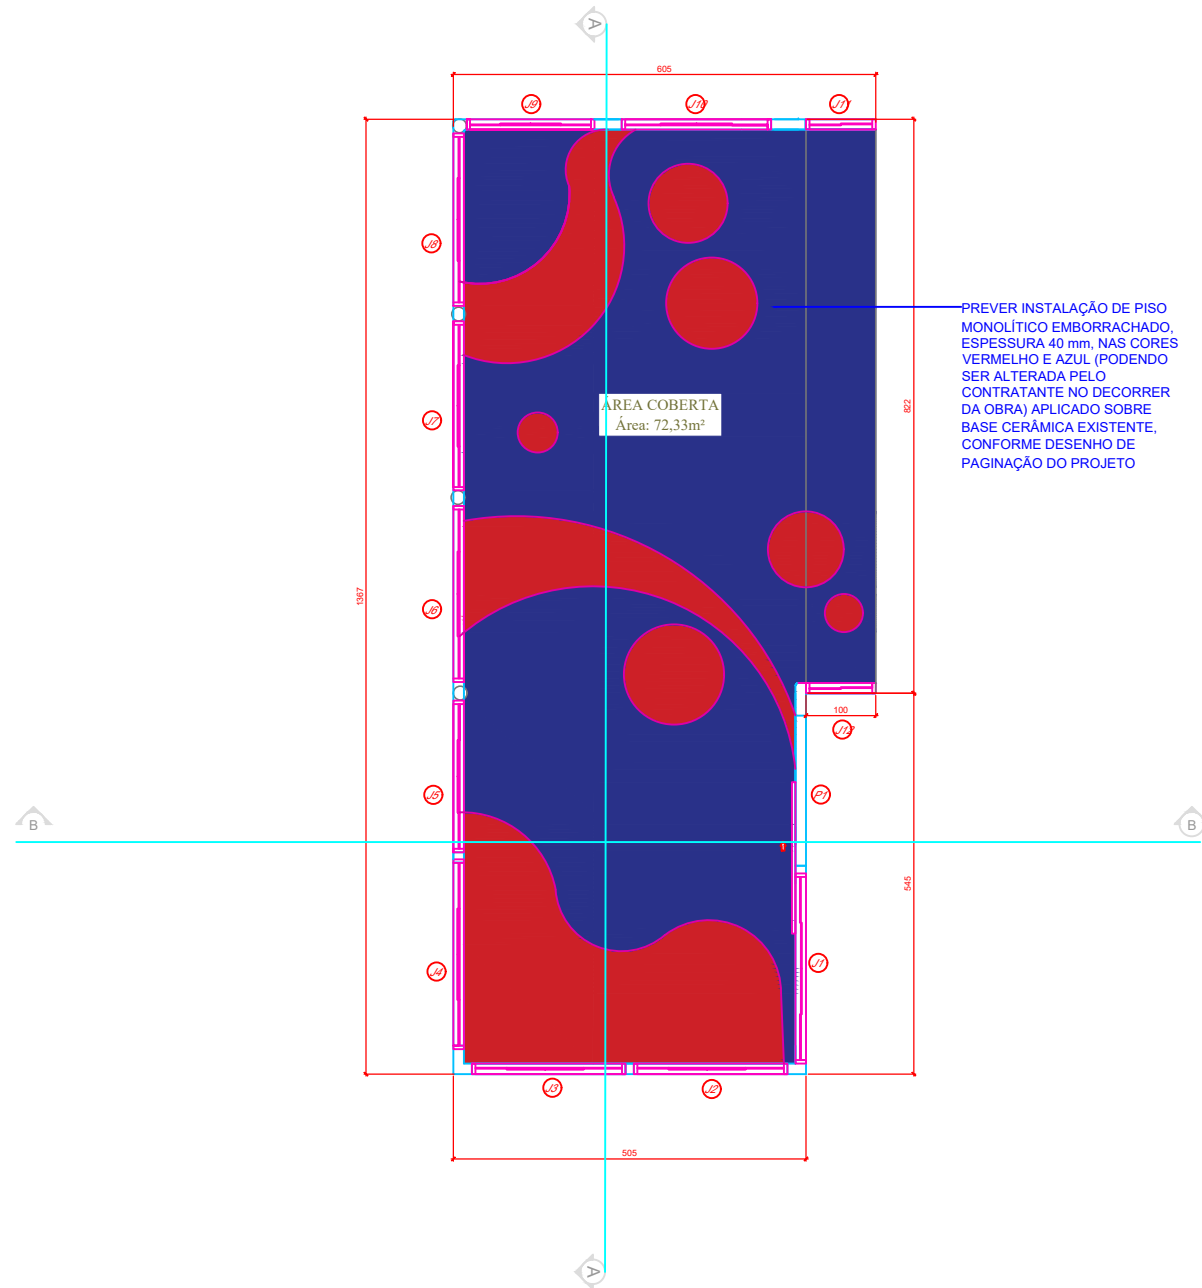 A
605
J9
J10
J11
J8
PREVER INSTALAÇÃO DE PISO
MONOLÍTICO EMBORRACHADO,
ESPESSURA 40 mm, NAS CORES
VERMELHO E AZUL (PODENDO
SER ALTERADA PELO
CONTRATANTE NO DECORRER
DA OBRA) APLICADO SOBRE
BASE CERÂMICA EXISTENTE,
CONFORME DESENHO DE
PAGINAÇÃO DO PROJETO
ÁREA COBERTA
Área: 72,33m²
822
J7
1367
J6
100
J12
J5
P1
B
B
545
J4
J1
J3
J2
505
A